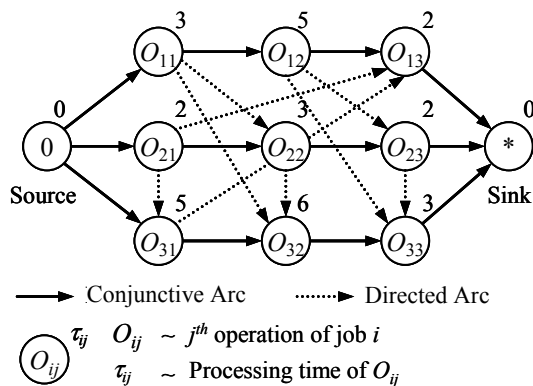 3 5 2
O11 O12 O13
0 2 3 2 0
0 O21 O22 O23 *
Source 5 6 3 Sink
O31 O32 O33
Conjunctive Arc Directed Arc
τij Oij ~ jth operation of job i
Oij τij ~ Processing time of Oij